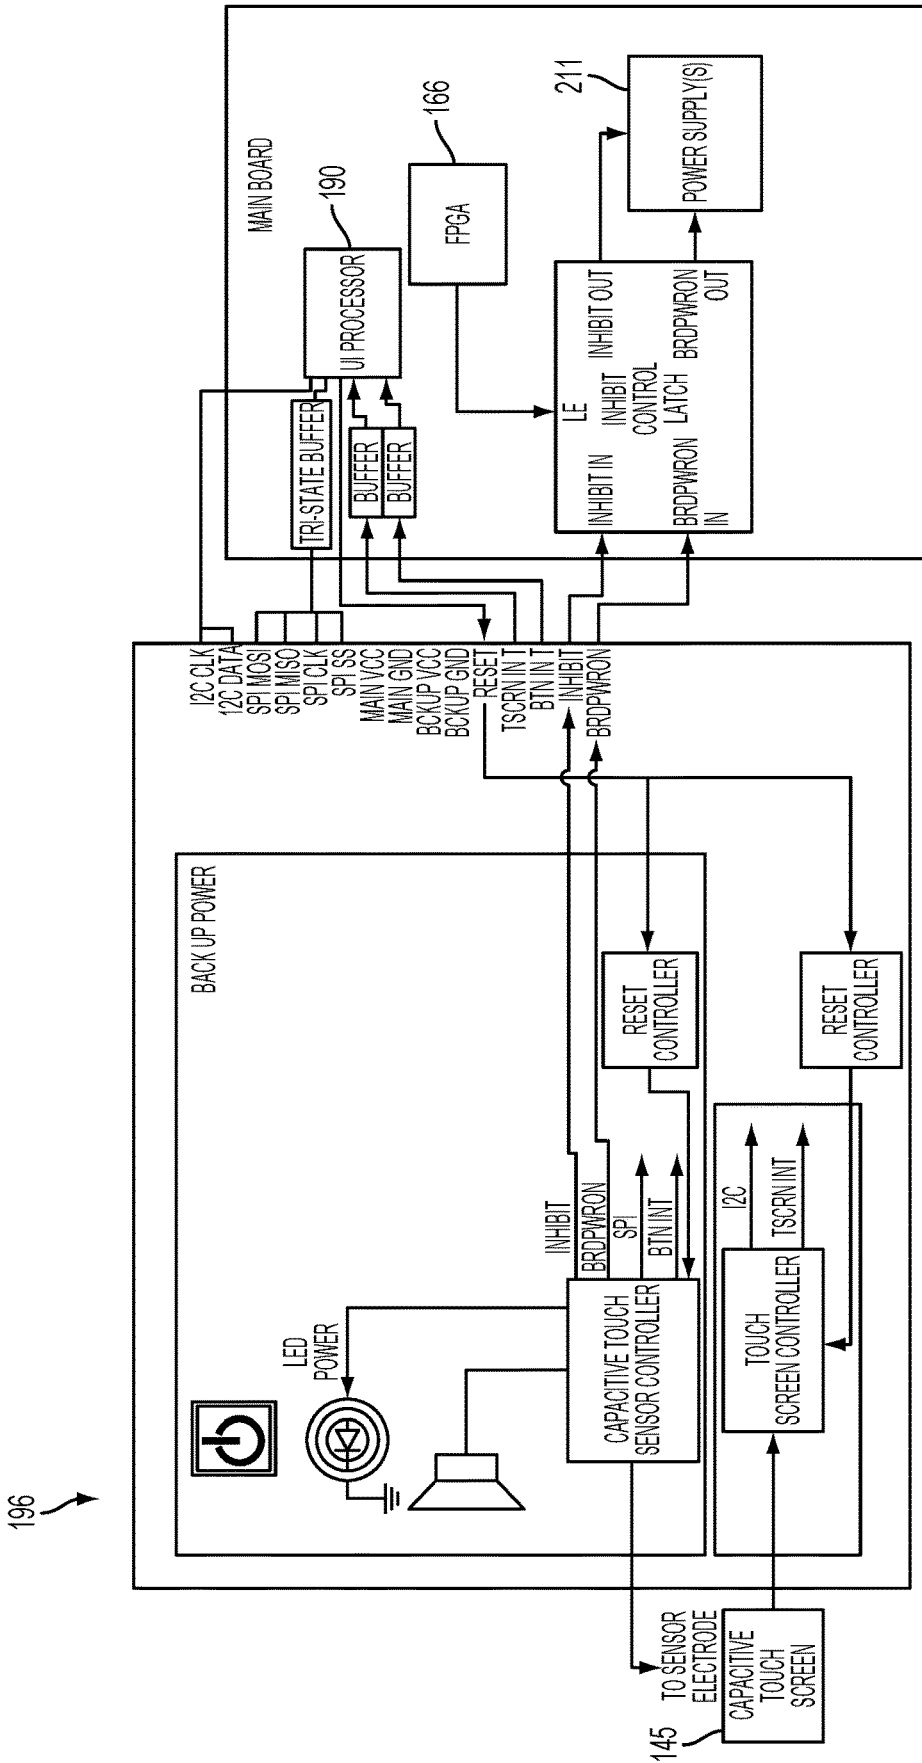 196
BACK UP POWER
LED
POWER
INHIBIT
BRDPWRON
SPI
BTN INT
CAPACITIVE TOUCH
SENSOR CONTROLLER
RESET
CONTROLLER
TO SENSOR
ELECTRODE
CAPACITIVE
TOUCH
SCREEN
145
TOUCH
SCREEN CONTROLLER
I2C
TSCRN INT
RESET
CONTROLLER
I2C CLK
12C DATA
SPI MOSI
SPI MISO
SPI CLK
SPI SS
MAIN VCC
MAIN GND
BCKUP VCC
BCKUP GND
RESET
TSCRN IN T
BTN IN T
INHIBIT
BRDPWRON
MAIN BOARD
TRI-STATE BUFFER
BUFFER
BUFFER
UI PROCESSOR
190
FPGA
166
LE
INHIBIT IN
INHIBIT OUT
INHIBIT
CONTROL
LATCH
BRDPWRON
IN
BRDPWRON
OUT
POWER SUPPLY(S)
211